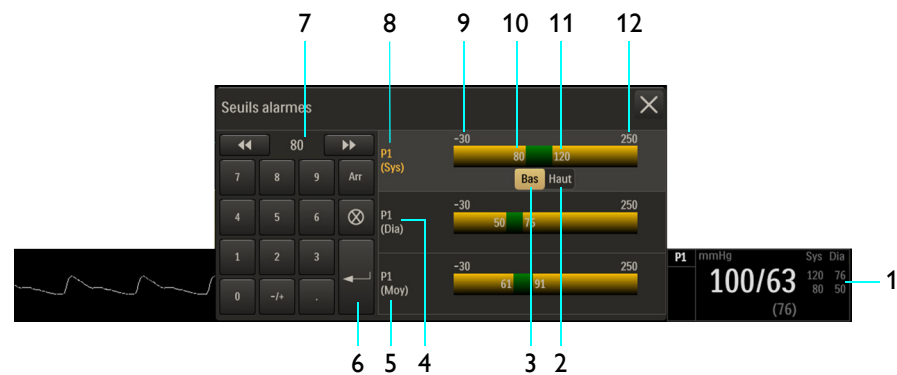 7 8 9 10 11 12
Seuils alarmes
80
7 8 9 Arr
4 5 6
1 2 3
0 -/+ .
P1
(Sys)
-30 250
80 120
Bas Haut
P1
(Dia)
-30 250
50 76
P1
(Moy)
-30 250
61 91
P1 mmHg Sys Dia
100/63 120 76
80 50
(76)
1
6 5 4 3 2